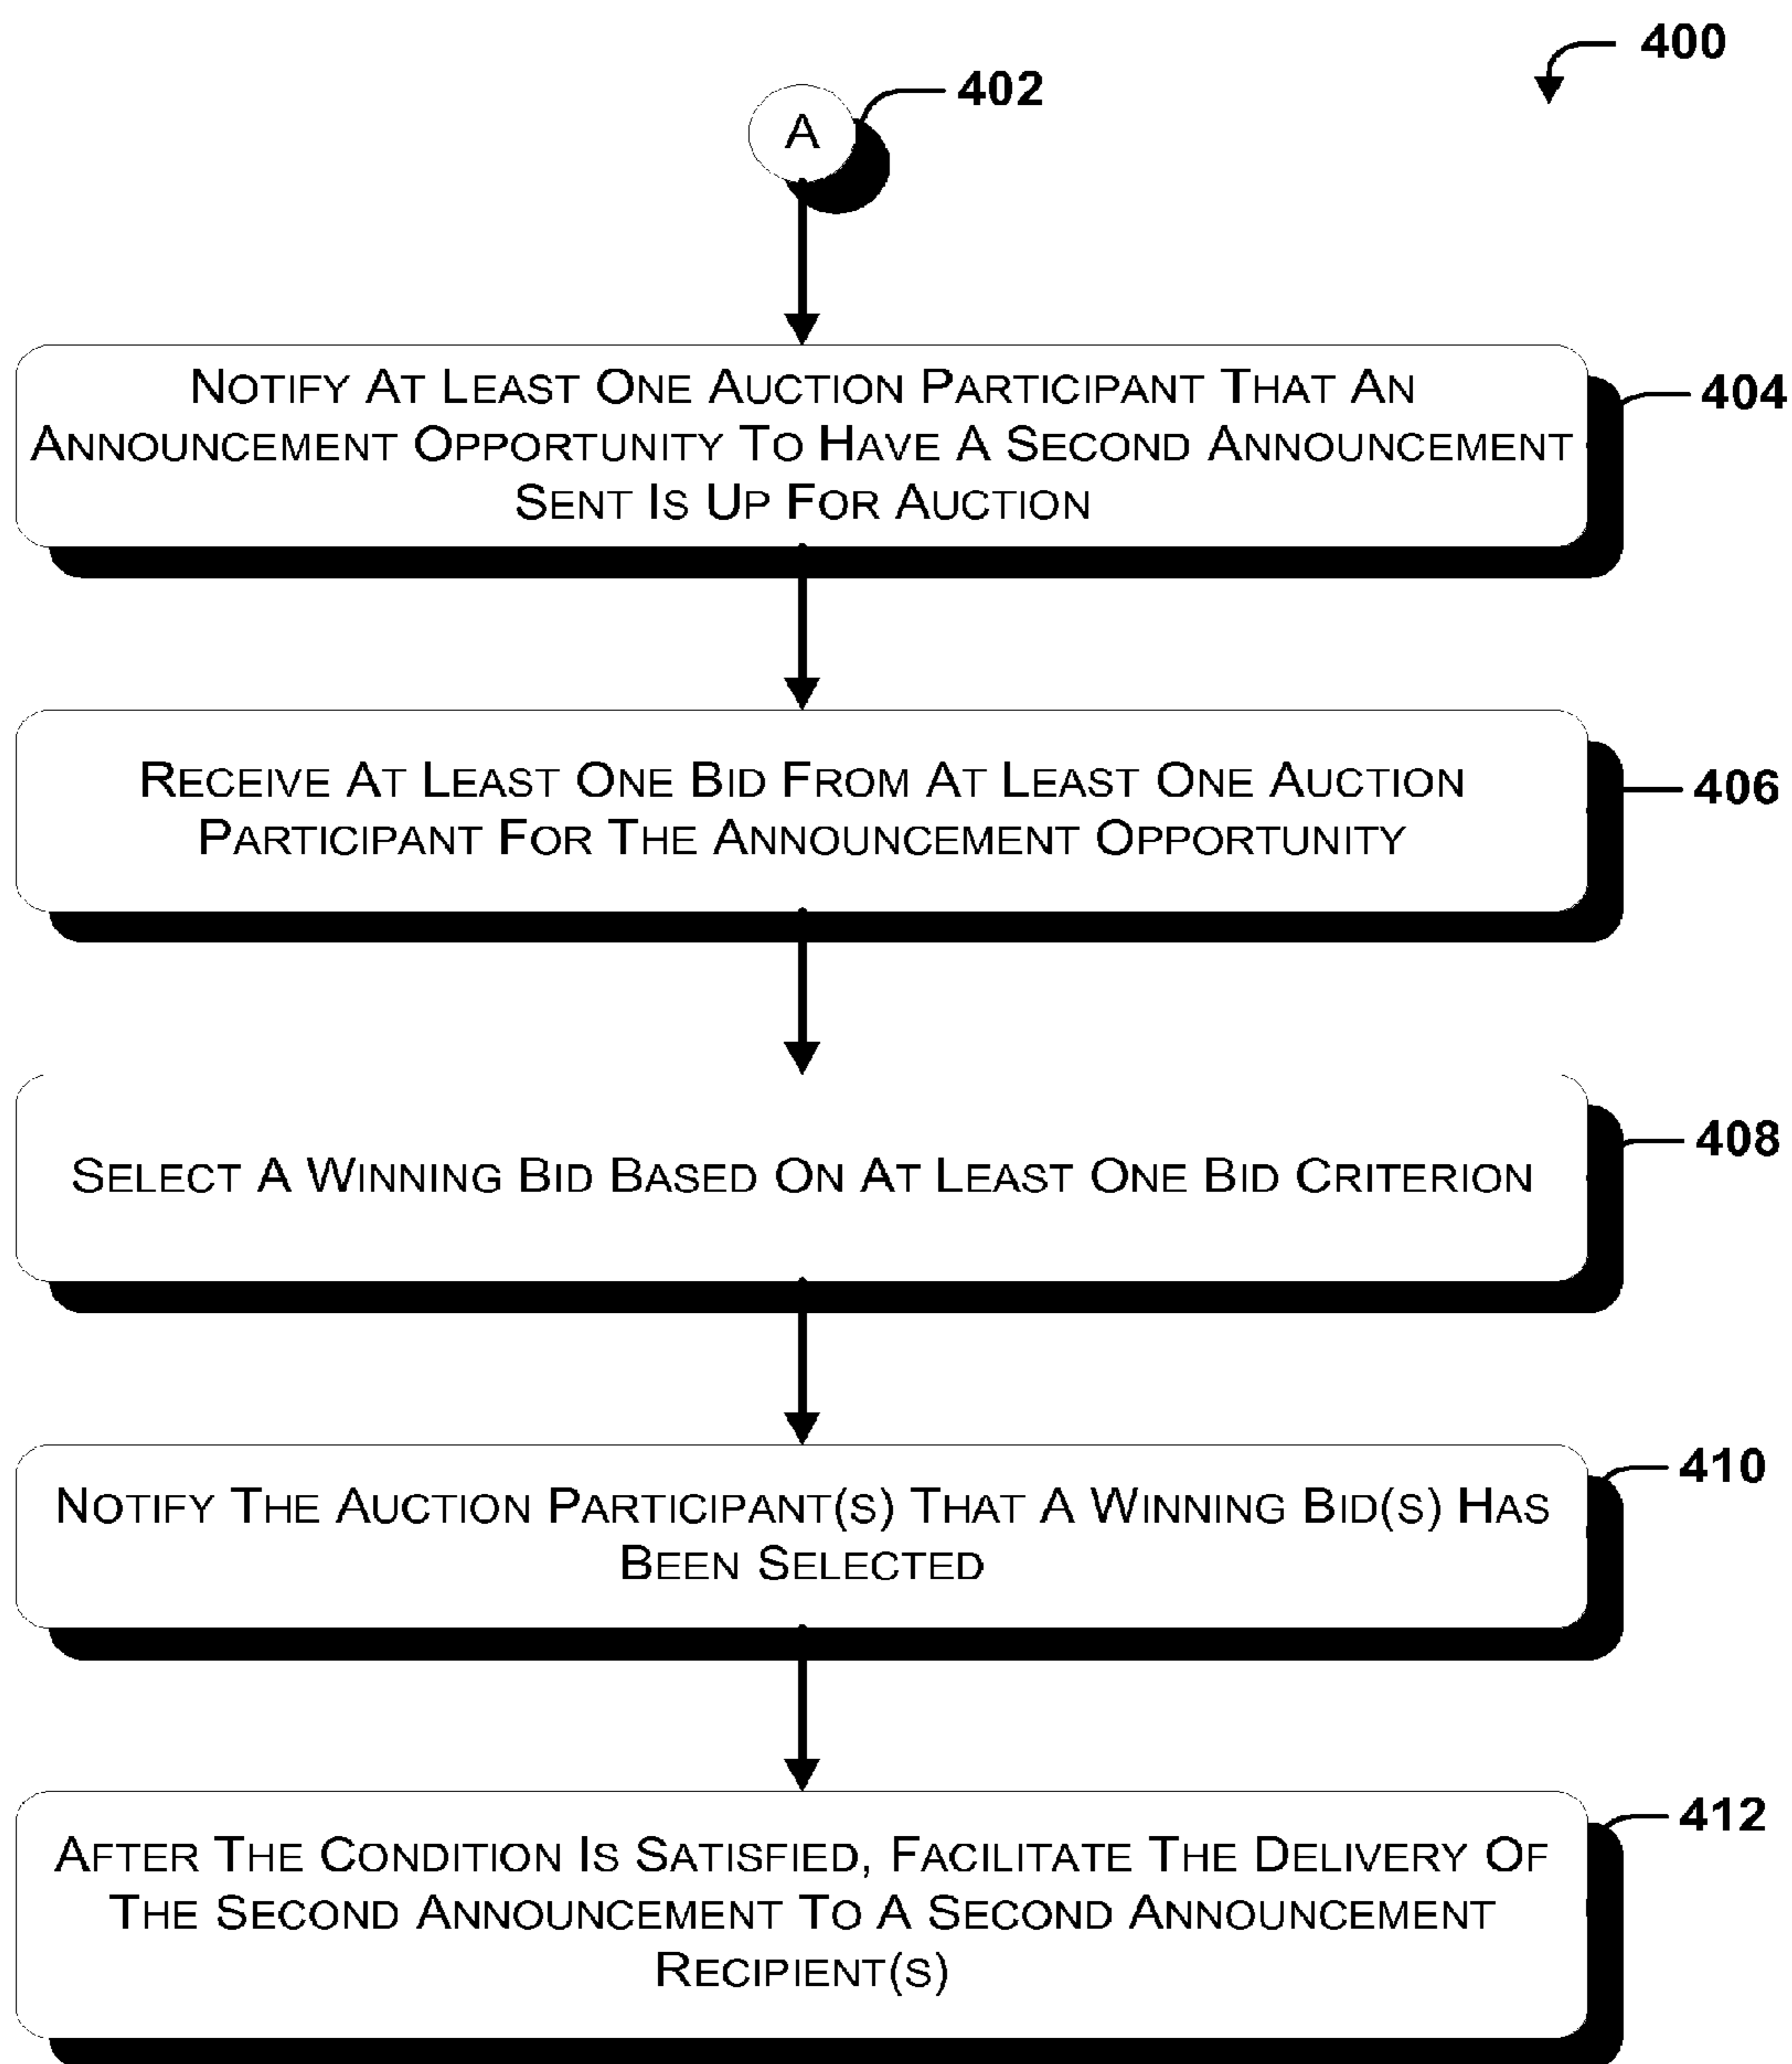 400
402
A
NOTIFY AT LEAST ONE AUCTION PARTICIPANT THAT AN
ANNOUNCEMENT OPPORTUNITY TO HAVE A SECOND ANNOUNCEMENT
SENT IS UP FOR AUCTION
404
RECEIVE AT LEAST ONE BID FROM AT LEAST ONE AUCTION
PARTICIPANT FOR THE ANNOUNCEMENT OPPORTUNITY
406
SELECT A WINNING BID BASED ON AT LEAST ONE BID CRITERION
408
NOTIFY THE AUCTION PARTICIPANT(S) THAT A WINNING BID(S) HAS
BEEN SELECTED
410
AFTER THE CONDITION IS SATISFIED, FACILITATE THE DELIVERY OF
THE SECOND ANNOUNCEMENT TO A SECOND ANNOUNCEMENT
RECIPIENT(S)
412